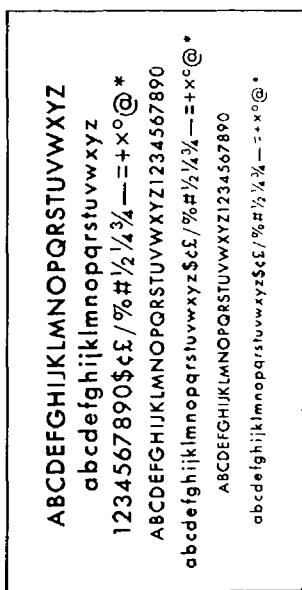 ABCDEFGHIJKLMNOPQRSTUVWXYZ
abcdefghijklmnopqrstuvwxyz
1234567890$¢£/%#½¼¾—=+×°@*
ABCDEFGHIJKLMNOPQRSTUVWXYZ1234567890
abcdefghijklmnopqrstuvwxyz$¢£/%#½¼¾—=+×°@*
ABCDEFGHIJKLMNOPQRSTUVWXYZ1234567890
abcdefghijklmnopqrstuvwxyz$¢£/%#½¼¾—=+×°@*